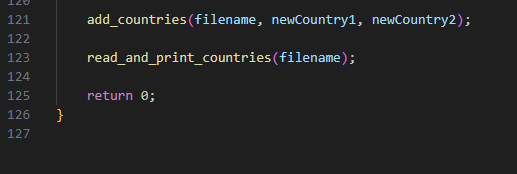 120
121 add_countries(filename, newCountry1, newCountry2);
122
123 read_and_print_countries(filename);
124
125 return 0;
126 }
127